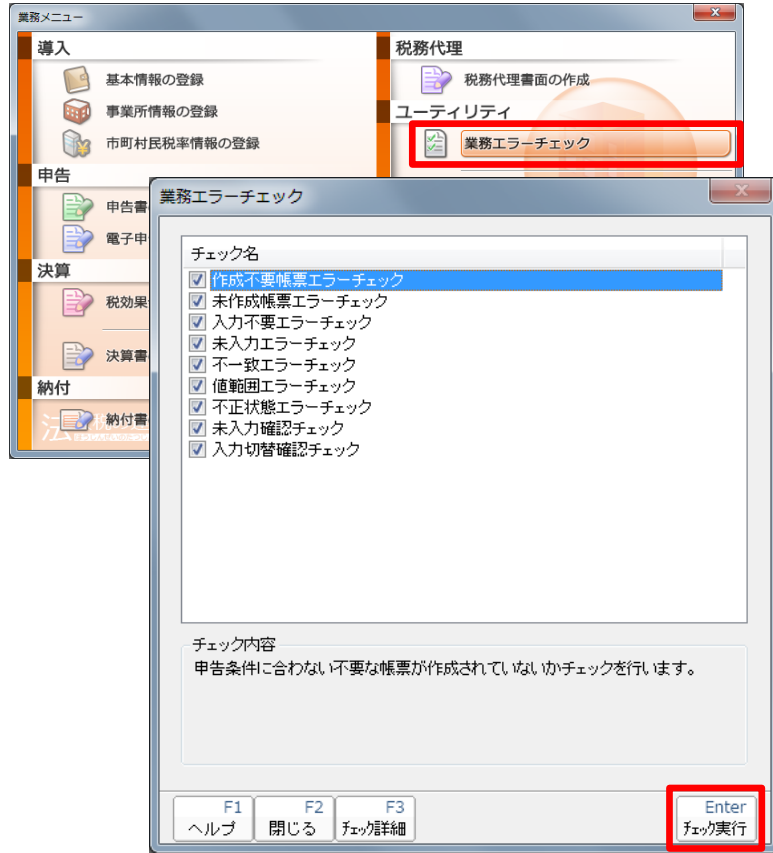 業務メニュー
導入
基本情報の登録
事業所情報の登録
市町村民税率情報の登録
申告
申告書
電子申
決算
税効果
決算書
納付
納付書
税務代理
税務代理書面の作成
ユーティリティ
業務エラーチェック
業務エラーチェック
チェック名
作成不要帳票エラーチェック
未作成帳票エラーチェック
入力不要エラーチェック
未入力エラーチェック
不一致エラーチェック
値範囲エラーチェック
不正状態エラーチェック
未入力確認チェック
入力切替確認チェック
チェック内容
申告条件に合わない不要な帳票が作成されていないかチェックを行います。
F1 F2 F3 Enter
ヘルプ 閉じる チェック詳細 チェック実行